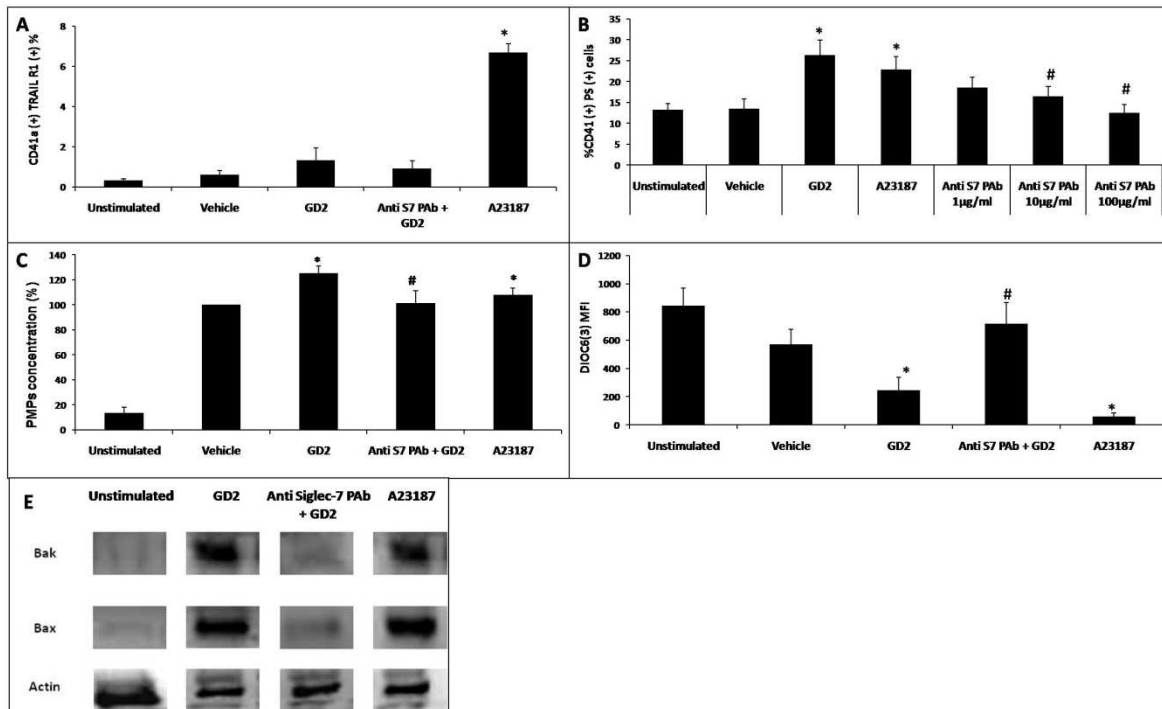 A
CD41a (+) TRAIL R1 (+) %
8
6
4
2
0
*
Unstimulated Vehicle GD2 Anti S7 PAb + GD2 A23187
B
%CD41 (+) PS (+) cells
35
30
25
20
15
10
5
0
* * # #
Unstimulated Vehicle GD2 A23187 Anti S7 PAb 1µg/ml Anti S7 PAb 10µg/ml Anti S7 PAb 100µg/ml
C
PMPs concentration (%)
140
120
100
80
60
40
20
0
* # *
Unstimulated Vehicle GD2 Anti S7 PAb + GD2 A23187
D
DIOC6(3) MFI
1000
800
600
400
200
0
* # *
Unstimulated Vehicle GD2 Anti S7 PAb + GD2 A23187
E
Unstimulated GD2 Anti Siglec-7 PAb + GD2 A23187
Bak
Bax
Actin